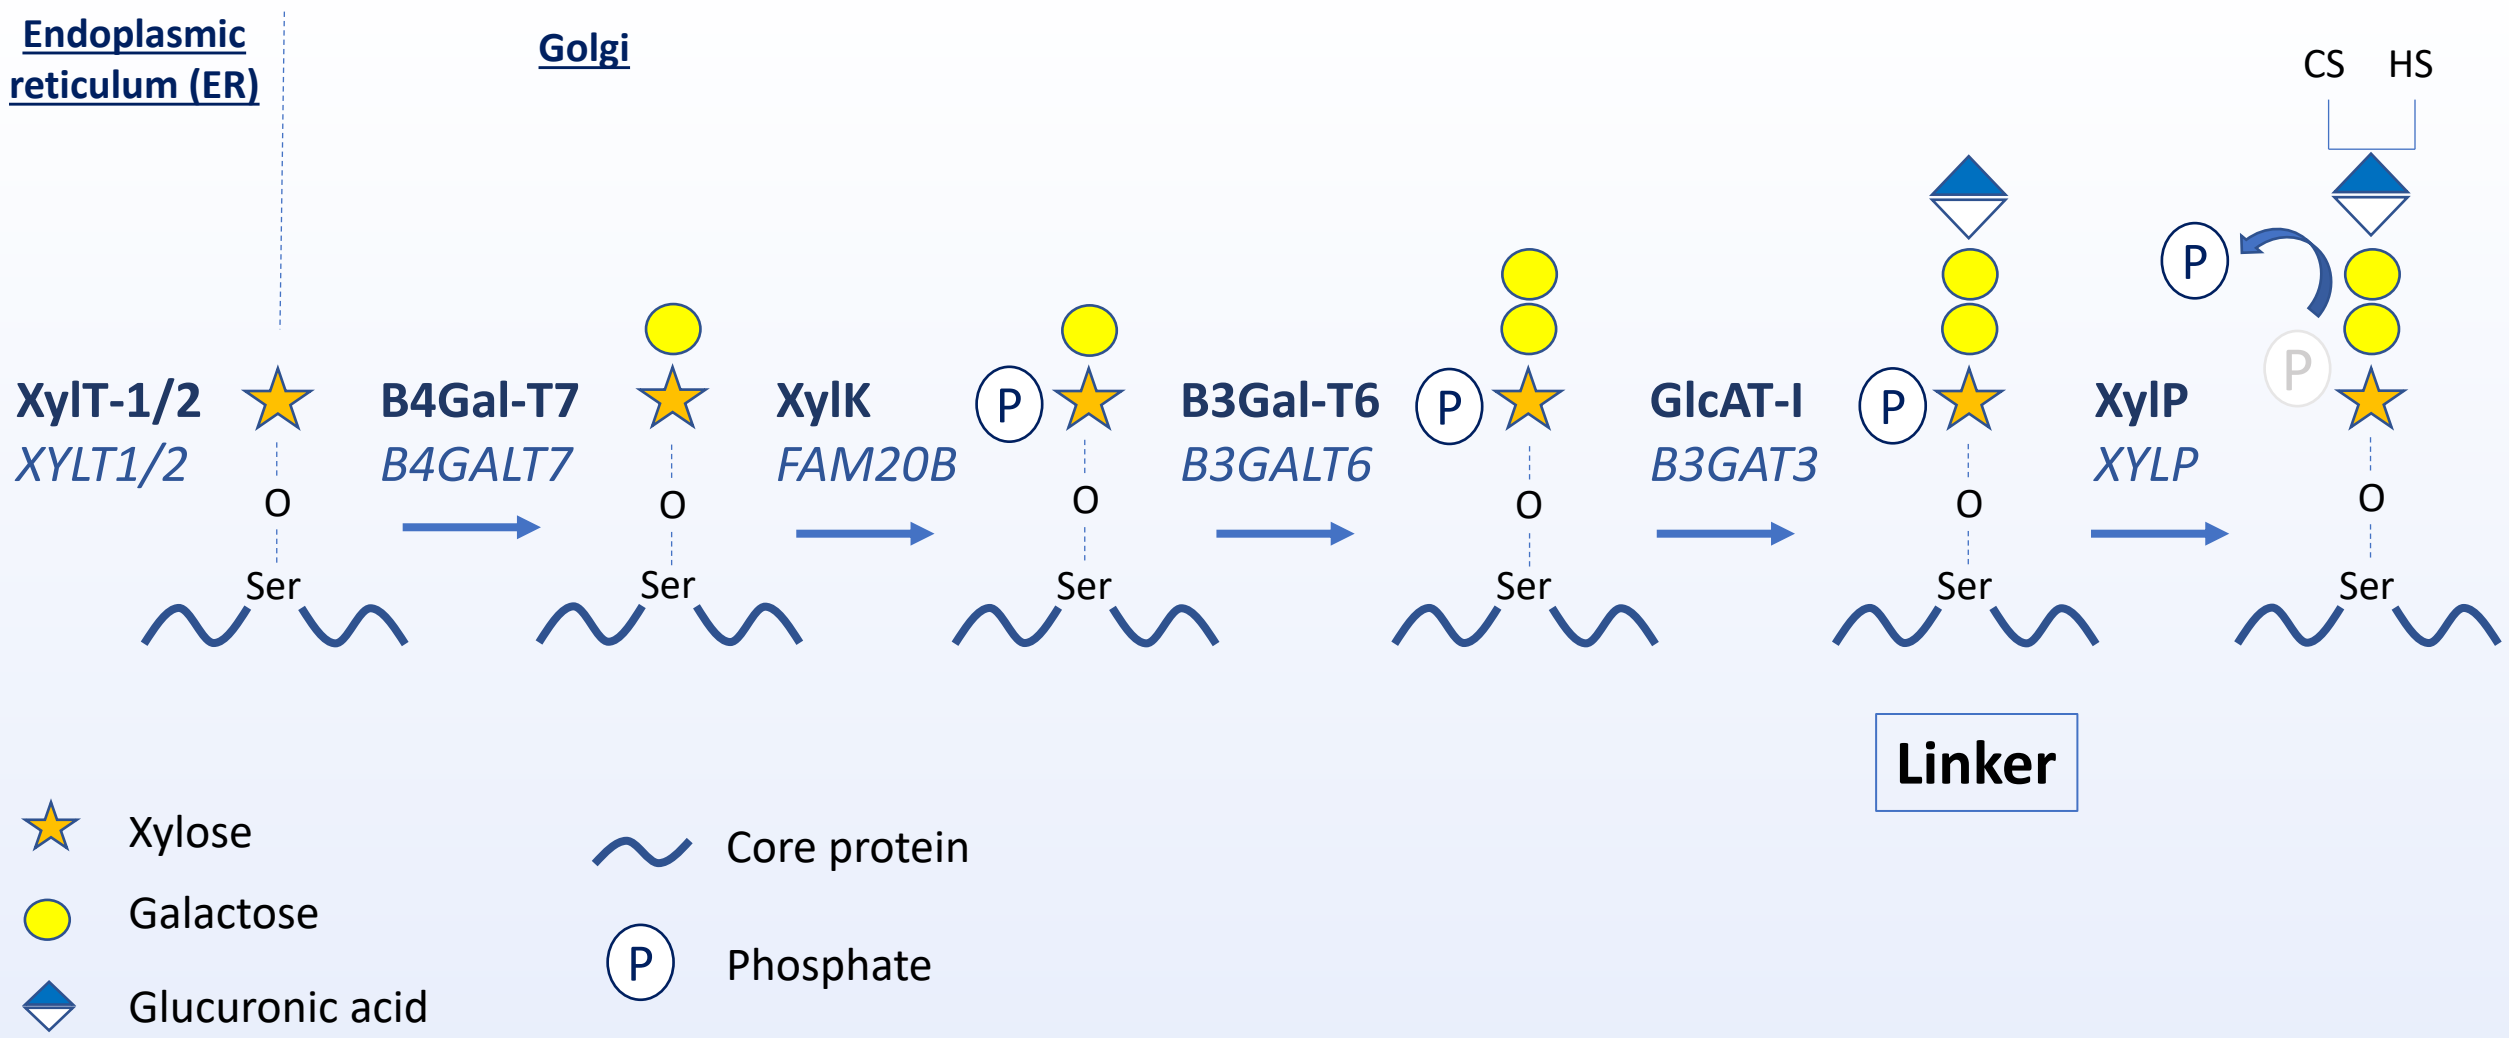 Endoplasmic
reticulum (ER)
Golgi
CS HS
P
P
XylT-1/2
XYLT1/2
B4Gal-T7
B4GALT7
XylK
FAM20B
P
B3Gal-T6
B3GALT6
P
GlcAT-I
B3GAT3
P
XylP
XYLP
O O O O O O
Ser Ser Ser Ser Ser Ser
Linker
Xylose
Galactose
Glucuronic acid
Core protein
P Phosphate